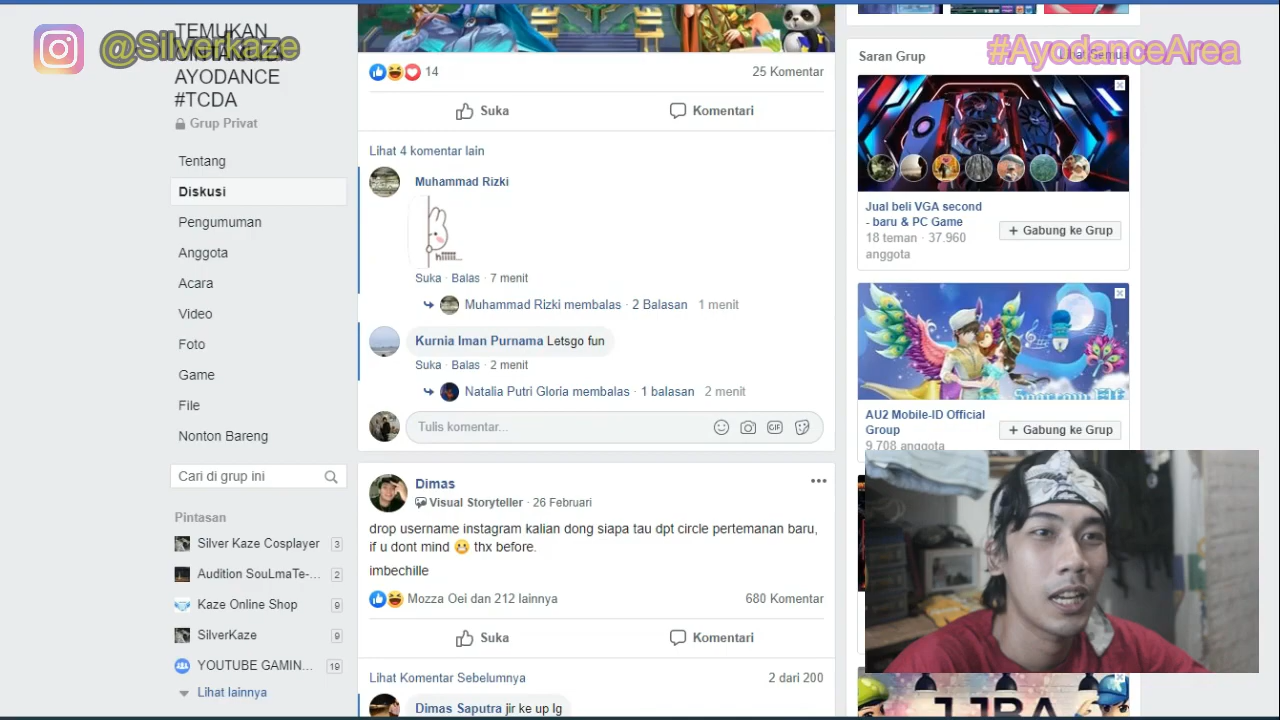 @Silverkaze
#AyodanceArea
TEMUKAN
AYODANCE
#TCDA
Grup Privat
Tentang
Diskusi
Pengumuman
Anggota
Acara
Video
Foto
Game
File
Nonton Bareng
Cari di grup ini
Pintasan
Silver Kaze Cosplayer 3
Audition SouLmaTe-... 2
Kaze Online Shop 9
SilverKaze 9
YOUTUBE GAMIN... 19
Lihat lainnya
14
25 Komentar
Suka
Komentari
Lihat 4 komentar lain
Muhammad Rizki
hiiiii...
Suka · Balas · 7 menit
Muhammad Rizki membalas · 2 Balasan 1 menit
Kurnia Iman Purnama Letsgo fun
Suka · Balas · 2 menit
Natalia Putri Gloria membalas · 1 balasan 2 menit
Tulis komentar...
GIF
Dimas
Visual Storyteller · 26 Februari
drop username instagram kalian dong siapa tau dpt circle pertemanan baru,
if u dont mind 😬 thx before.
imbechille
Mozza Oei dan 212 lainnya
680 Komentar
Suka
Komentari
Lihat Komentar Sebelumnya
2 dari 200
Dimas Saputra jir ke up lg
Saran Grup
Lihat Semua
Jual beli VGA second
- baru & PC Game
18 teman · 37.960
anggota
+ Gabung ke Grup
AU2 Mobile-ID Official
Group
9.708 anggota
+ Gabung ke Grup